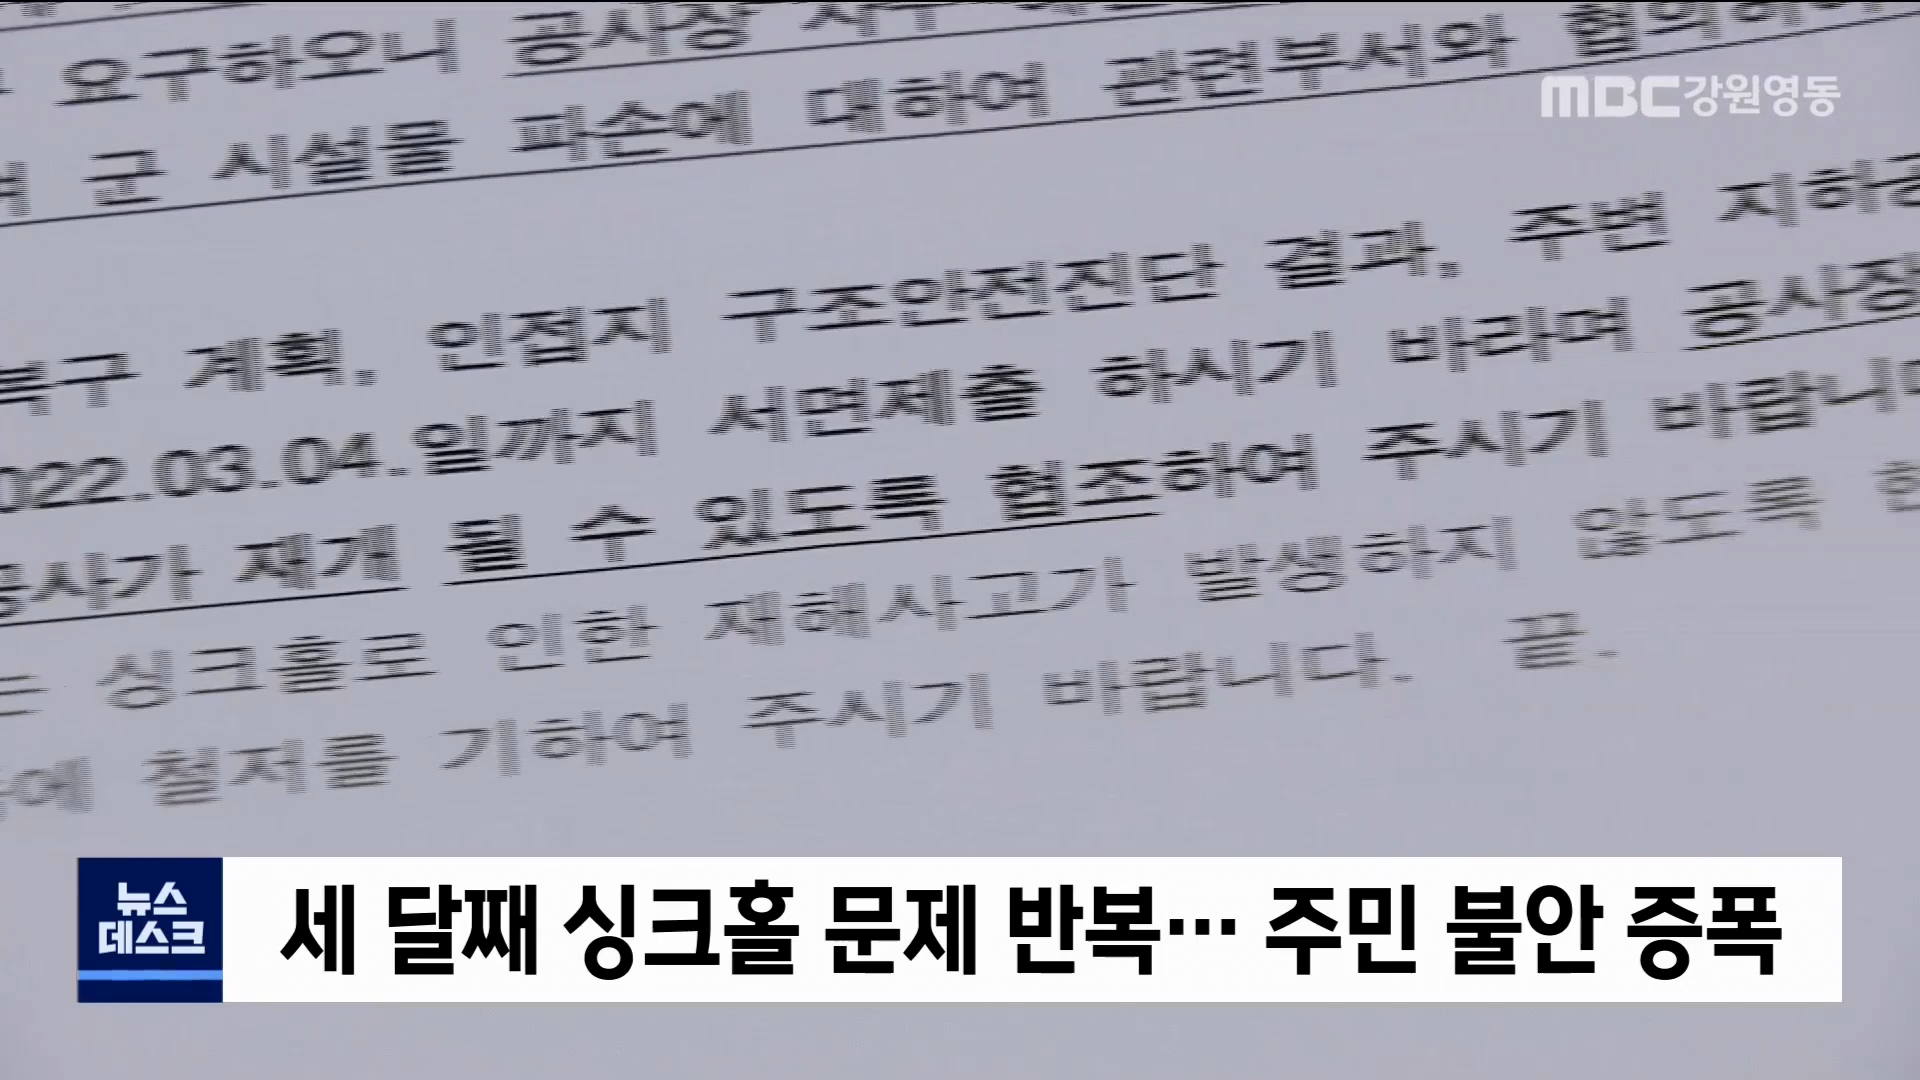 요구하오니 공사장
MBC강원영동
군 시설물 파손에 대하여 관련부서와 협의하
복구 계획, 인접지 구조안전진단 결과, 주변 지하공
022.03.04.일까지 서면제출 하시기 바라며 공사장
공사가 재개 될 수 있도록 협조하여 주시기 바랍니다
는 싱크홀로 인한 재해사고가 발생하지 않도록
에 철저를 기하여 주시기 바랍니다. 끝.
뉴스
데스크
세 달째 싱크홀 문제 반복… 주민 불안 증폭